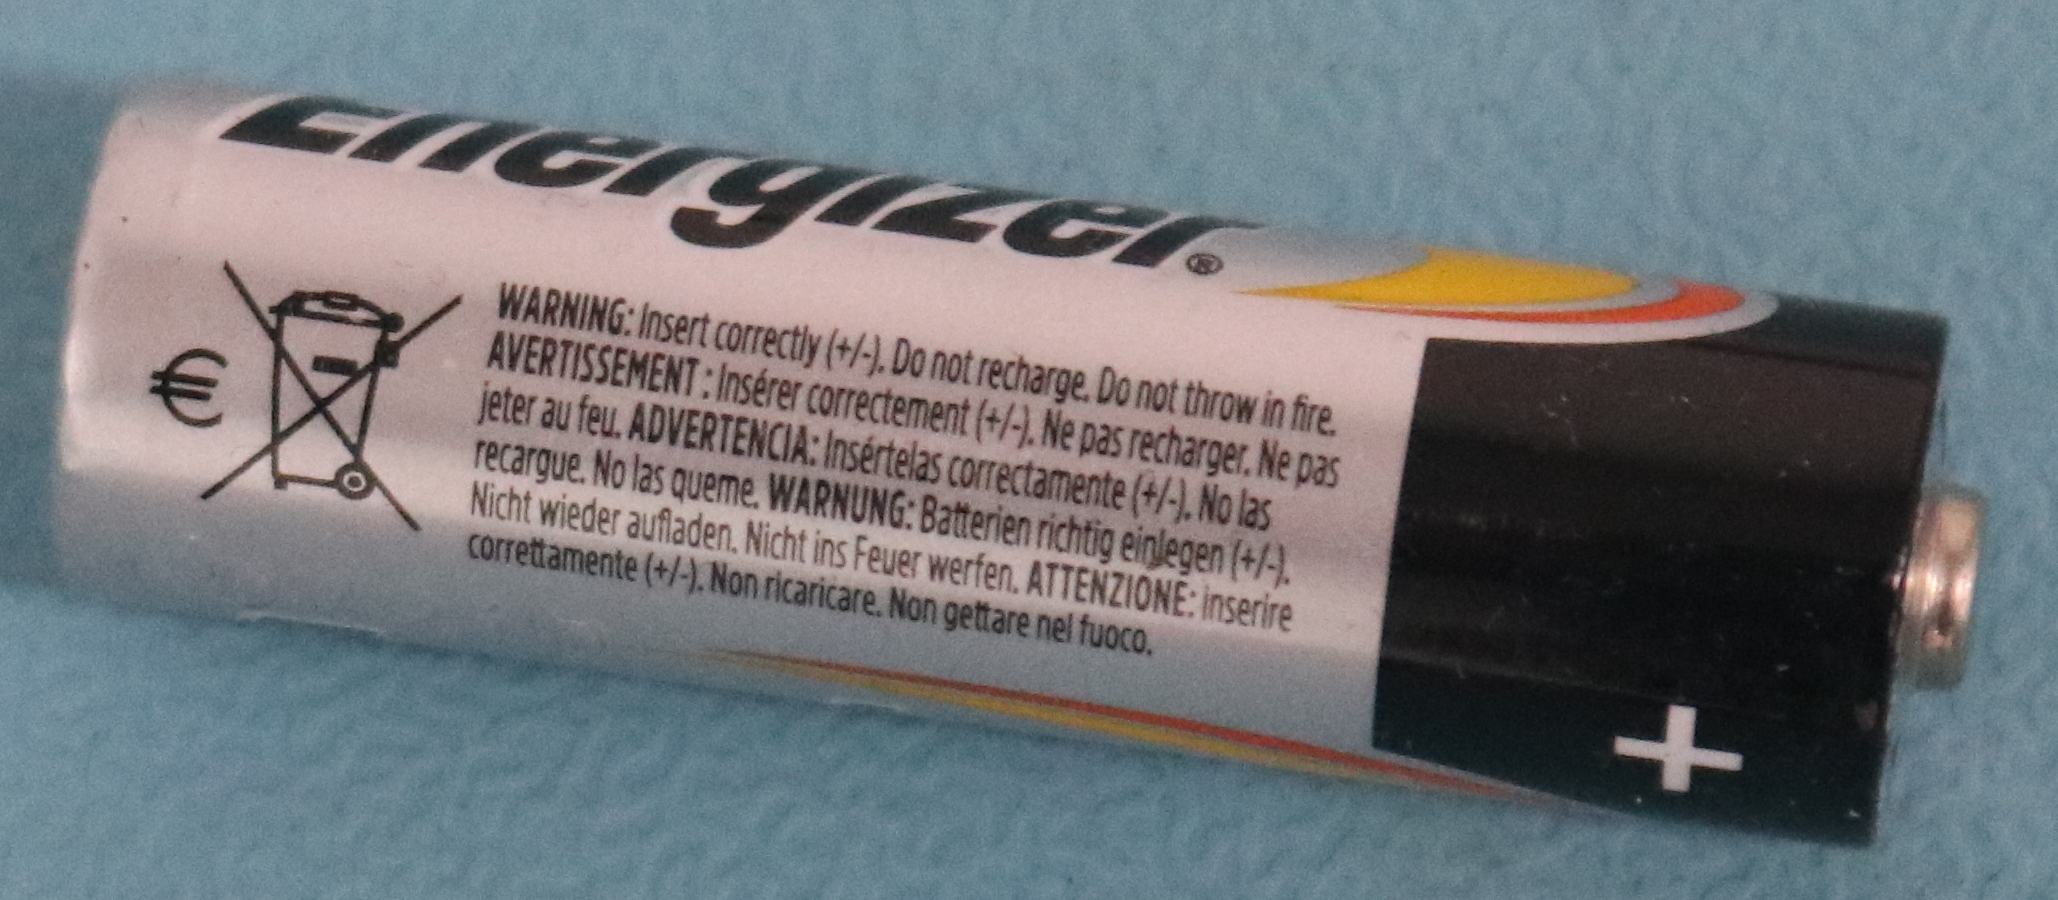 Energizer®
€
WARNING: Insert correctly (+/-). Do not recharge. Do not throw in fire.
AVERTISSEMENT : Insérer correctement (+/-). Ne pas recharger. Ne pas
jeter au feu. ADVERTENCIA: Insértelas correctamente (+/-). No las
recargue. No las queme. WARNUNG: Batterien richtig einlegen (+/-).
Nicht wieder aufladen. Nicht ins Feuer werfen. ATTENZIONE: inserire
correttamente (+/-). Non ricaricare. Non gettare nel fuoco.
+